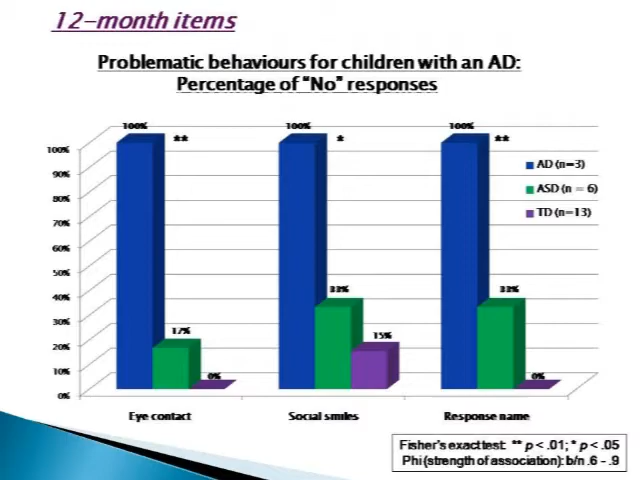 12-month items
Problematic behaviours for children with an AD:
Percentage of "No" responses
100%
90%
80%
70%
60%
50%
40%
30%
20%
10%
0%
100%
**
17%
0%
100%
*
33%
15%
100%
**
33%
0%
AD (n=3)
ASD (n = 6)
TD (n=13)
Eye contact
Social smiles
Response name
Fisher's exact test: ** p < .01; * p < .05
Phi (strength of association): b/n .6 - .9